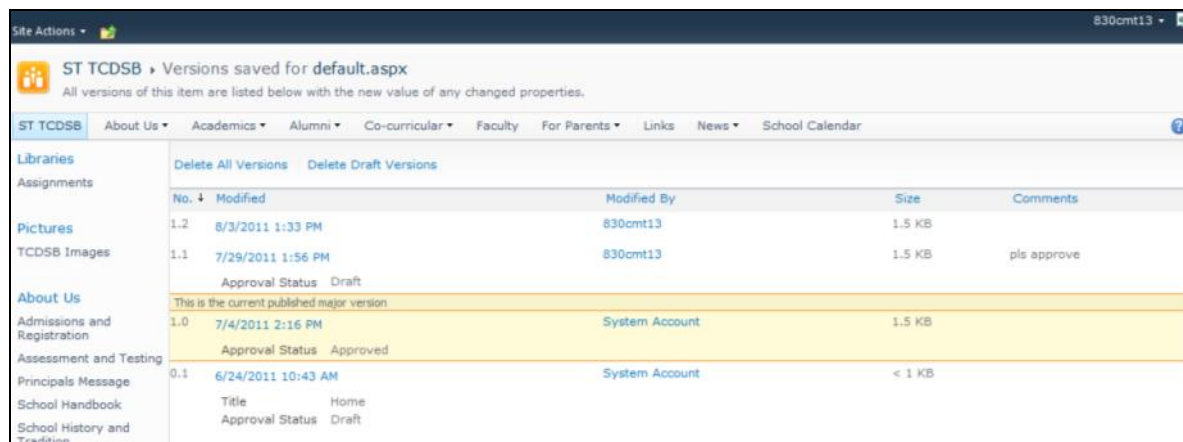 Site Actions
830cmt13
ST TCDSB Versions saved for default.aspx
All versions of this item are listed below with the new value of any changed properties.
ST TCDSB About Us Academics Alumni Co-curricular Faculty For Parents Links News School Calendar
Libraries
Assignments
Pictures
TCDSB Images
About Us
Admissions and
Registration
Assessment and Testing
Principals Message
School Handbook
School History and
Tradition
Delete All Versions Delete Draft Versions
No. Modified Modified By Size Comments
1.2 8/3/2011 1:33 PM 830cmt13 1.5 KB
1.1 7/29/2011 1:56 PM 830cmt13 1.5 KB pls approve
Approval Status Draft
This is the current published major version
1.0 7/4/2011 2:16 PM System Account 1.5 KB
Approval Status Approved
0.1 6/24/2011 10:43 AM System Account < 1 KB
Title Home
Approval Status Draft